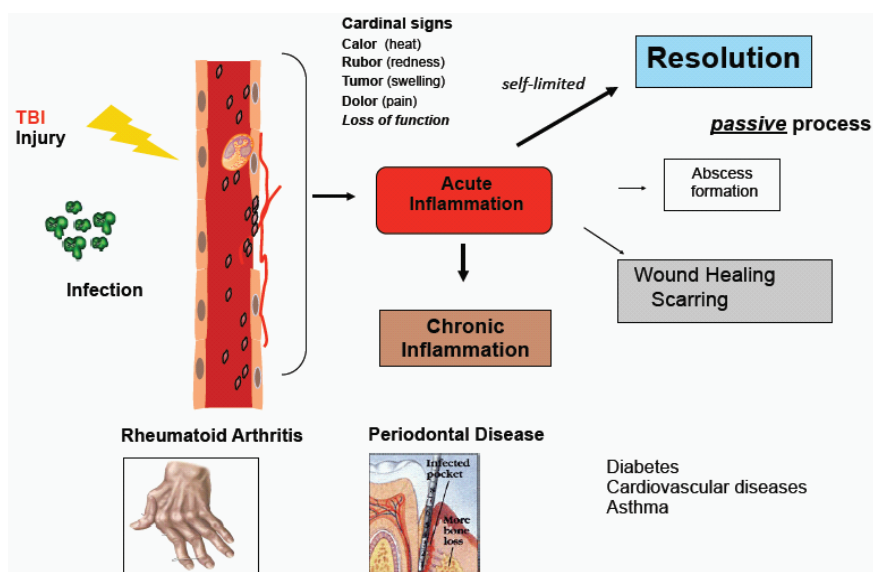 Cardinal signs
Calor (heat)
Rubor (redness)
Tumor (swelling)
Dolor (pain)
Loss of function
self-limited
Resolution
TBI
Injury
passive process
Acute
Inflammation
Abscess
formation
Infection
Wound Healing
Scarring
Chronic
Inflammation
Rheumatoid Arthritis
Periodontal Disease
Infected
pocket
More
bone
loss
Diabetes
Cardiovascular diseases
Asthma